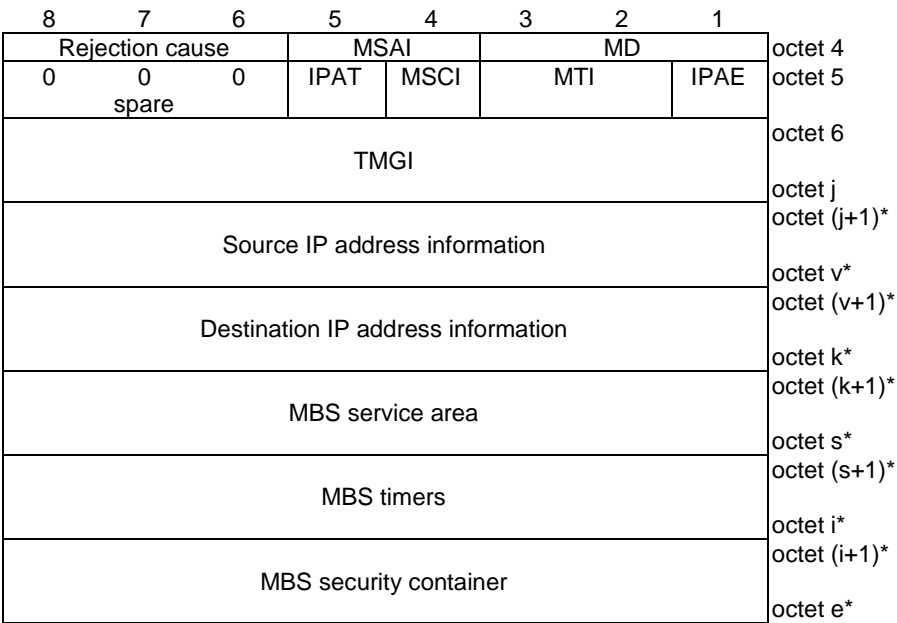 8 7 6 5 4 3 2 1
Rejection cause MSAI MD octet 4
0 0 0 IPAT MSCI MTI IPAE octet 5
spare
octet 6
TMGI
octet j
octet (j+1)*
Source IP address information
octet v*
octet (v+1)*
Destination IP address information
octet k*
octet (k+1)*
MBS service area
octet s*
octet (s+1)*
MBS timers
octet i*
octet (i+1)*
MBS security container
octet e*